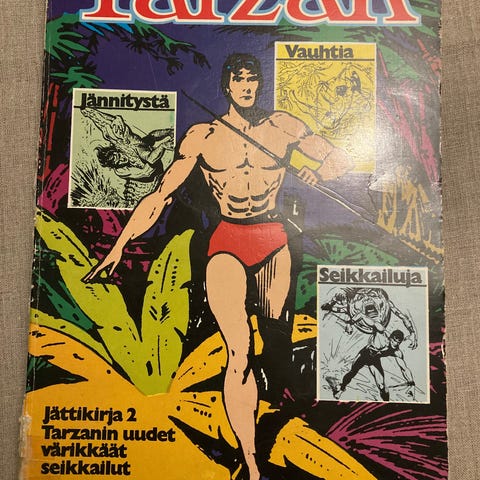 Tarzan
Vauhtia
Jännitystä
Seikkailuja
Jättikirja 2
Tarzanin uudet
värikkäät
seikkailut